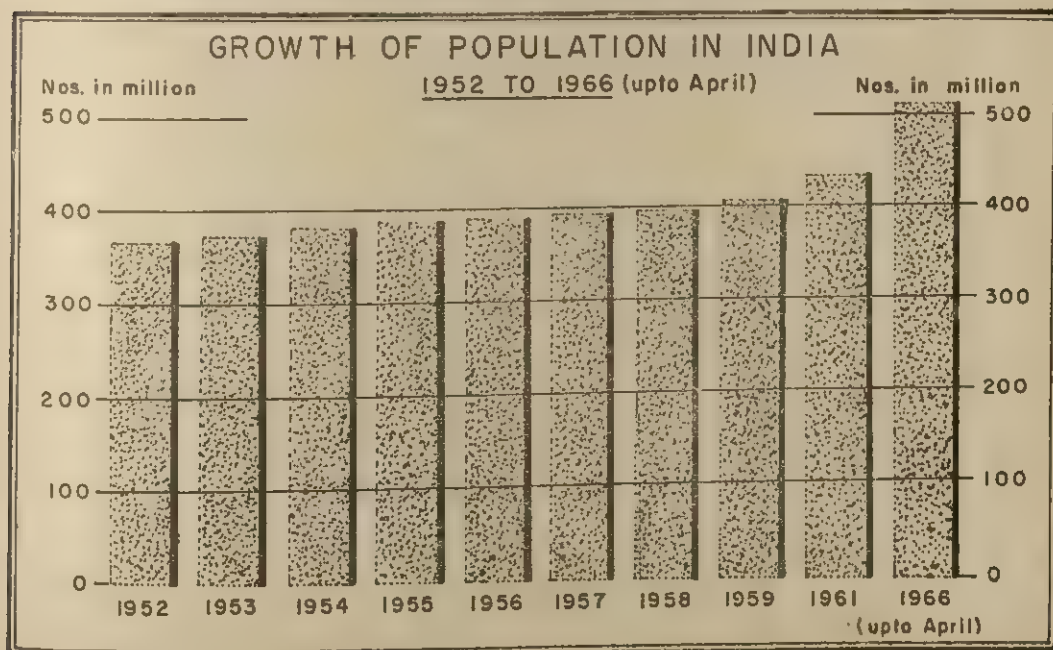 GROWTH OF POPULATION IN INDIA
1952 TO 1966 (upto April)
Nos. in million
Nos. in million
500
500
400
400
300
300
200
200
100
100
0
0
1952 1953 1954 1955 1956 1957 1958 1959 1961 1966
(upto April)